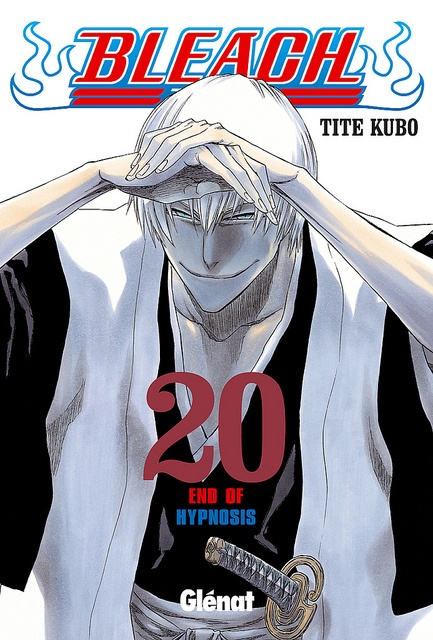 BLEACH
TITE KUBO
20
END OF
HYPNOSIS
Glénat